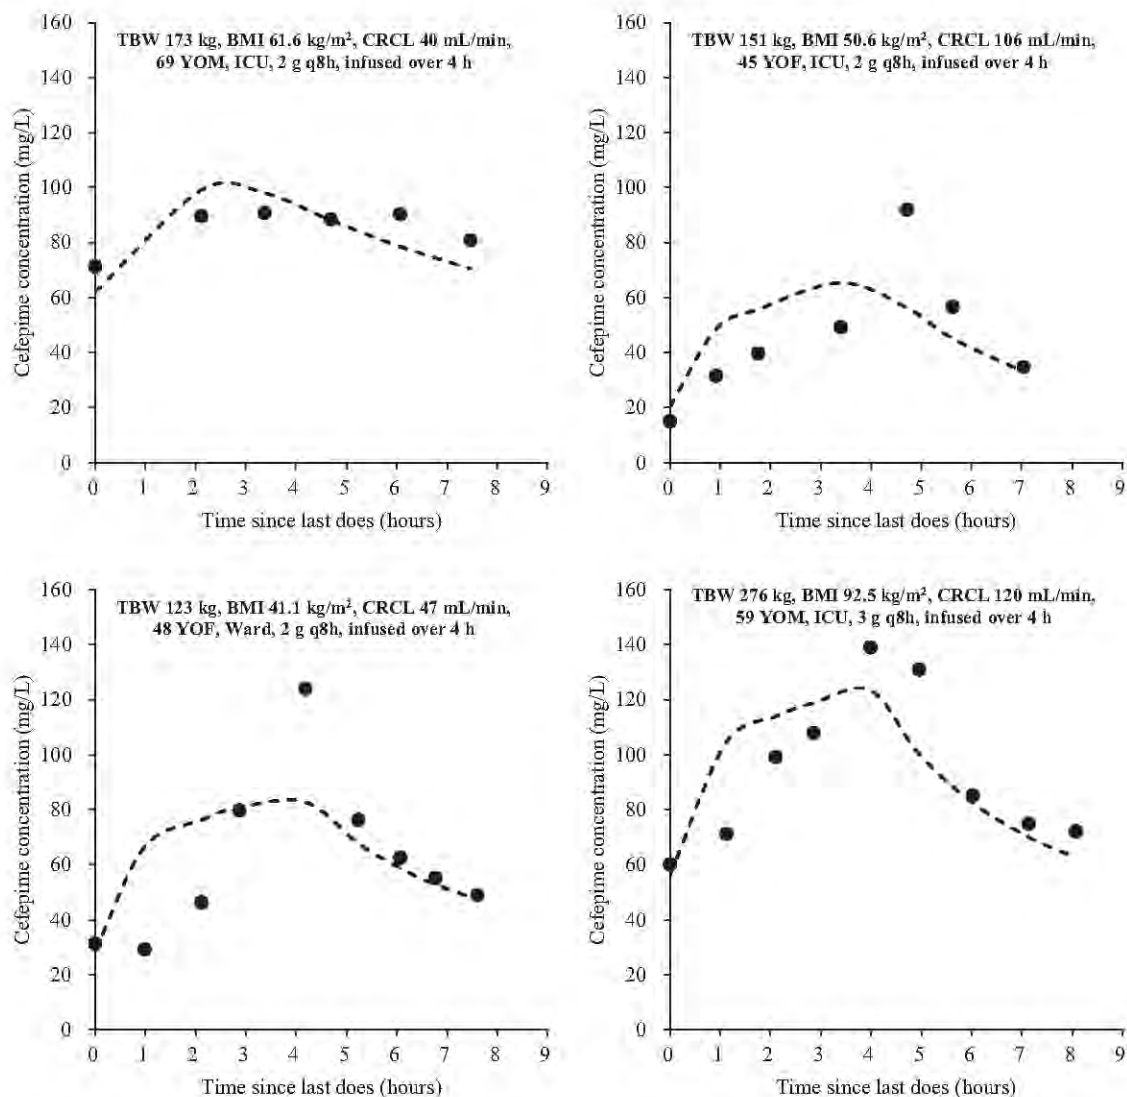 TBW 173 kg, BMI 61.6 kg/m², CRCL 40 mL/min,
69 YOM, ICU, 2 g q8h, infused over 4 h
Cefepime concentration (mg/L)
160
140
120
100
80
60
40
20
0
0 1 2 3 4 5 6 7 8 9
Time since last does (hours)
TBW 151 kg, BMI 50.6 kg/m², CRCL 106 mL/min,
45 YOF, ICU, 2 g q8h, infused over 4 h
Cefepime concentration (mg/L)
160
140
120
100
80
60
40
20
0
0 1 2 3 4 5 6 7 8 9
Time since last does (hours)
TBW 123 kg, BMI 41.1 kg/m², CRCL 47 mL/min,
48 YOF, Ward, 2 g q8h, infused over 4 h
Cefepime concentration (mg/L)
160
140
120
100
80
60
40
20
0
0 1 2 3 4 5 6 7 8 9
Time since last does (hours)
TBW 276 kg, BMI 92.5 kg/m², CRCL 120 mL/min,
59 YOM, ICU, 3 g q8h, infused over 4 h
Cefepime concentration (mg/L)
160
140
120
100
80
60
40
20
0
0 1 2 3 4 5 6 7 8 9
Time since last does (hours)